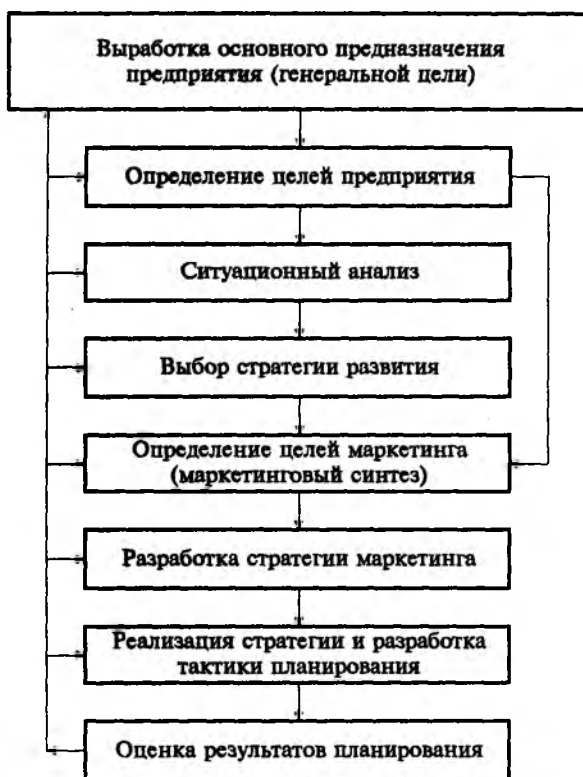 Выработка основного предназначения
предприятия (генеральной цели)
Определение целей предприятия
Ситуационный анализ
Выбор стратегии развития
Определение целей маркетинга
(маркетинговый синтез)
Разработка стратегии маркетинга
Реализация стратегии и разработка
тактики планирования
Оценка результатов планирования